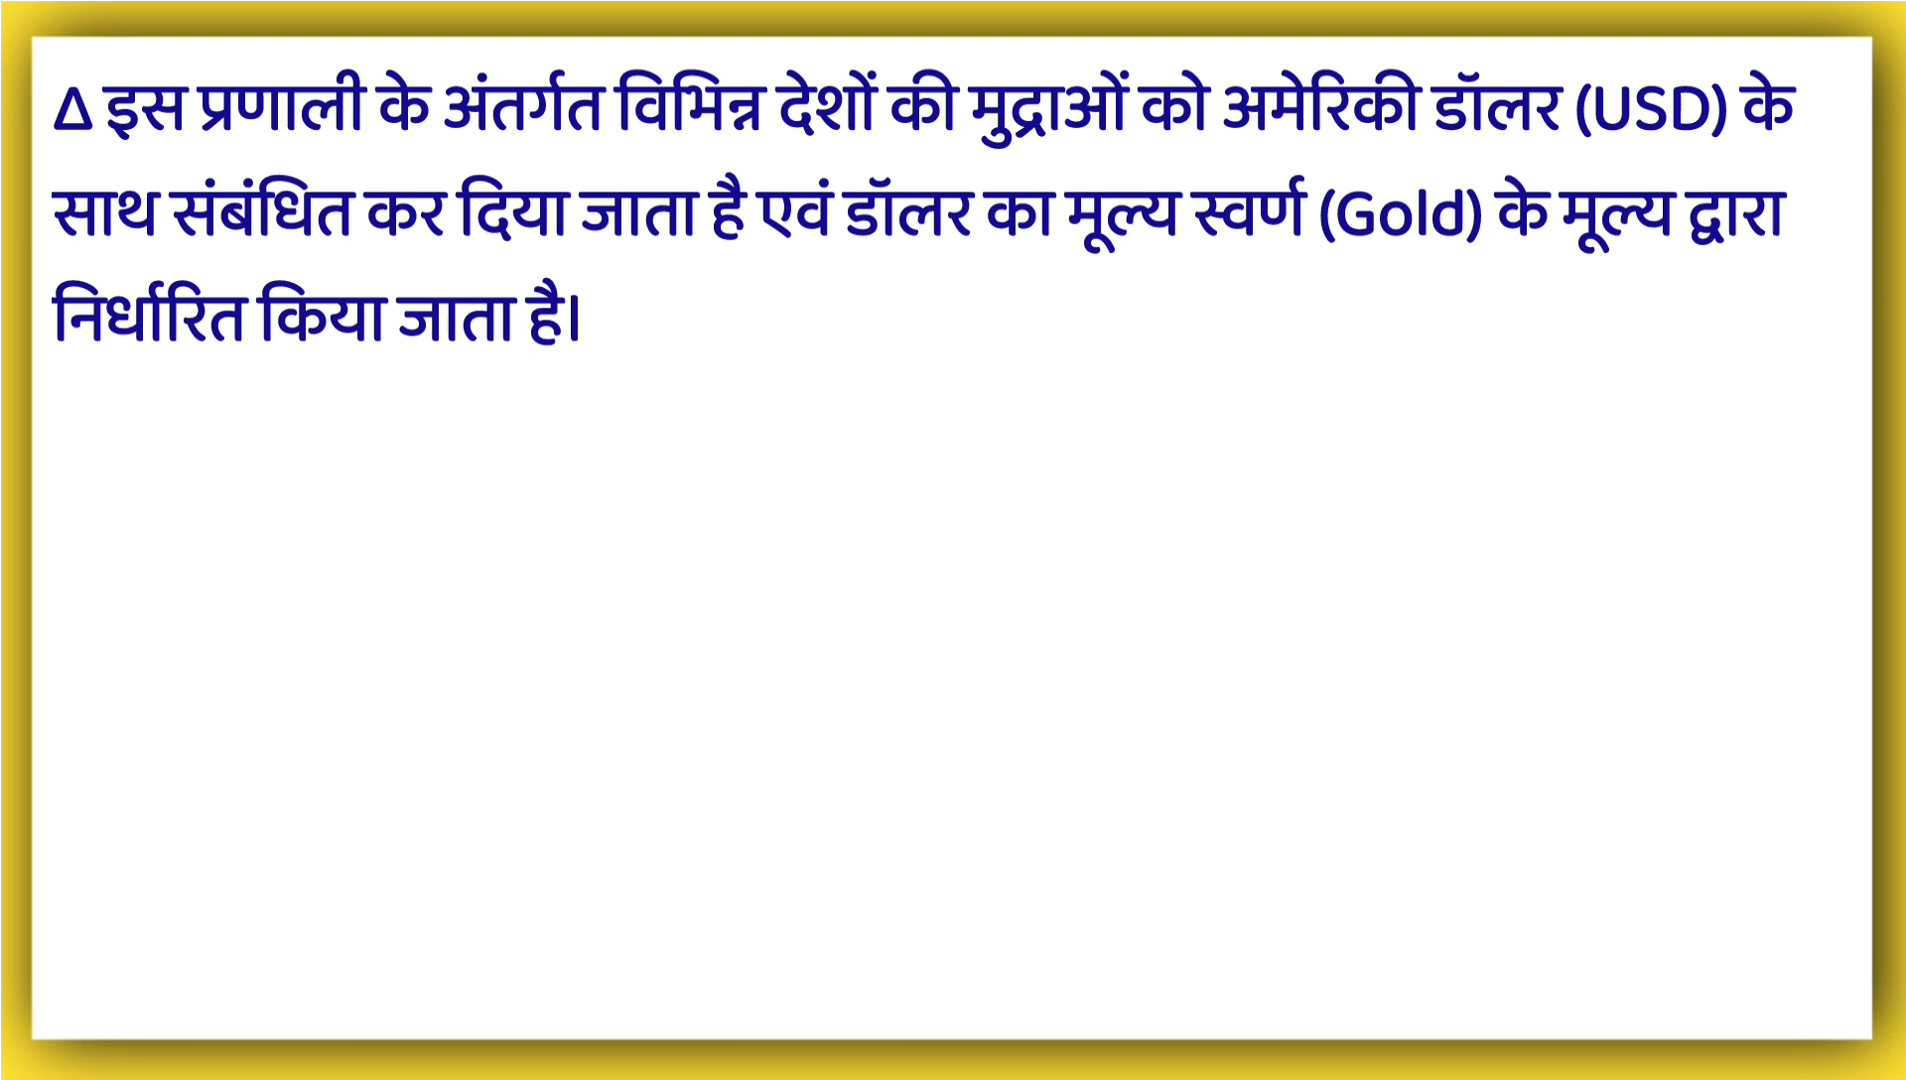 ∆ इस प्रणाली के अंतर्गत विभिन्न देशों की मुद्राओं को अमेरिकी डॉलर (USD) के
साथ संबंधित कर दिया जाता है एवं डॉलर का मूल्य स्वर्ण (Gold) के मूल्य द्वारा
निर्धारित किया जाता है।